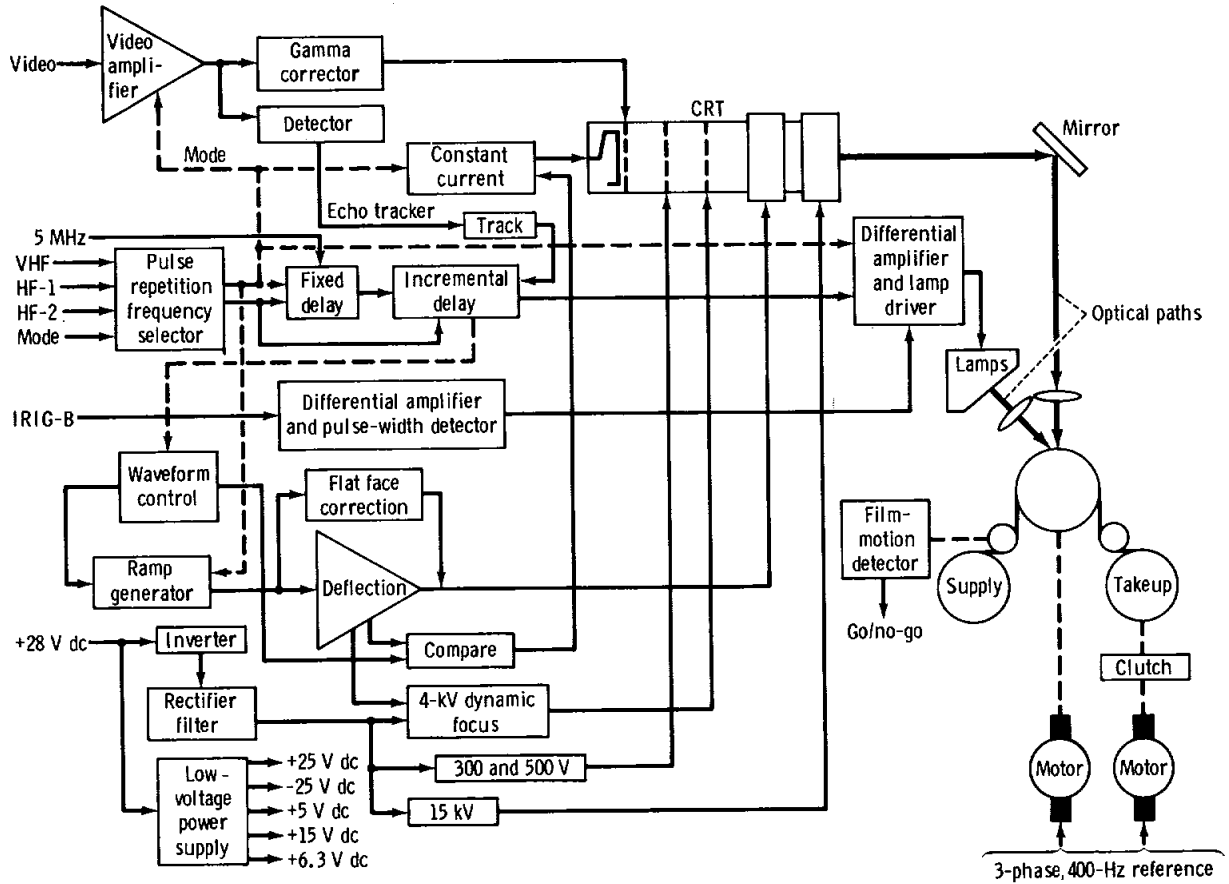 Video
Video
ampli-
fier
Gamma
corrector
Detector
CRT
Mirror
Mode
Constant
current
Echo tracker
Track
5 MHz
VHF
HF-1
HF-2
Mode
Pulse
repetition
frequency
selector
Fixed
delay
Incremental
delay
Differential
amplifier
and lamp
driver
Optical paths
Lamps
IRIG-B
Differential amplifier
and pulse-width detector
Waveform
control
Flat face
correction
Film-
motion
detector
Ramp
generator
Deflection
Supply
Takeup
Go/no-go
+28 V dc
Inverter
Compare
Clutch
Rectifier
filter
4-kV dynamic
focus
300 and 500 V
15 kV
Low-
voltage
power
supply
+25 V dc
-25 V dc
+5 V dc
+15 V dc
+6.3 V dc
Motor
Motor
3-phase, 400-Hz reference